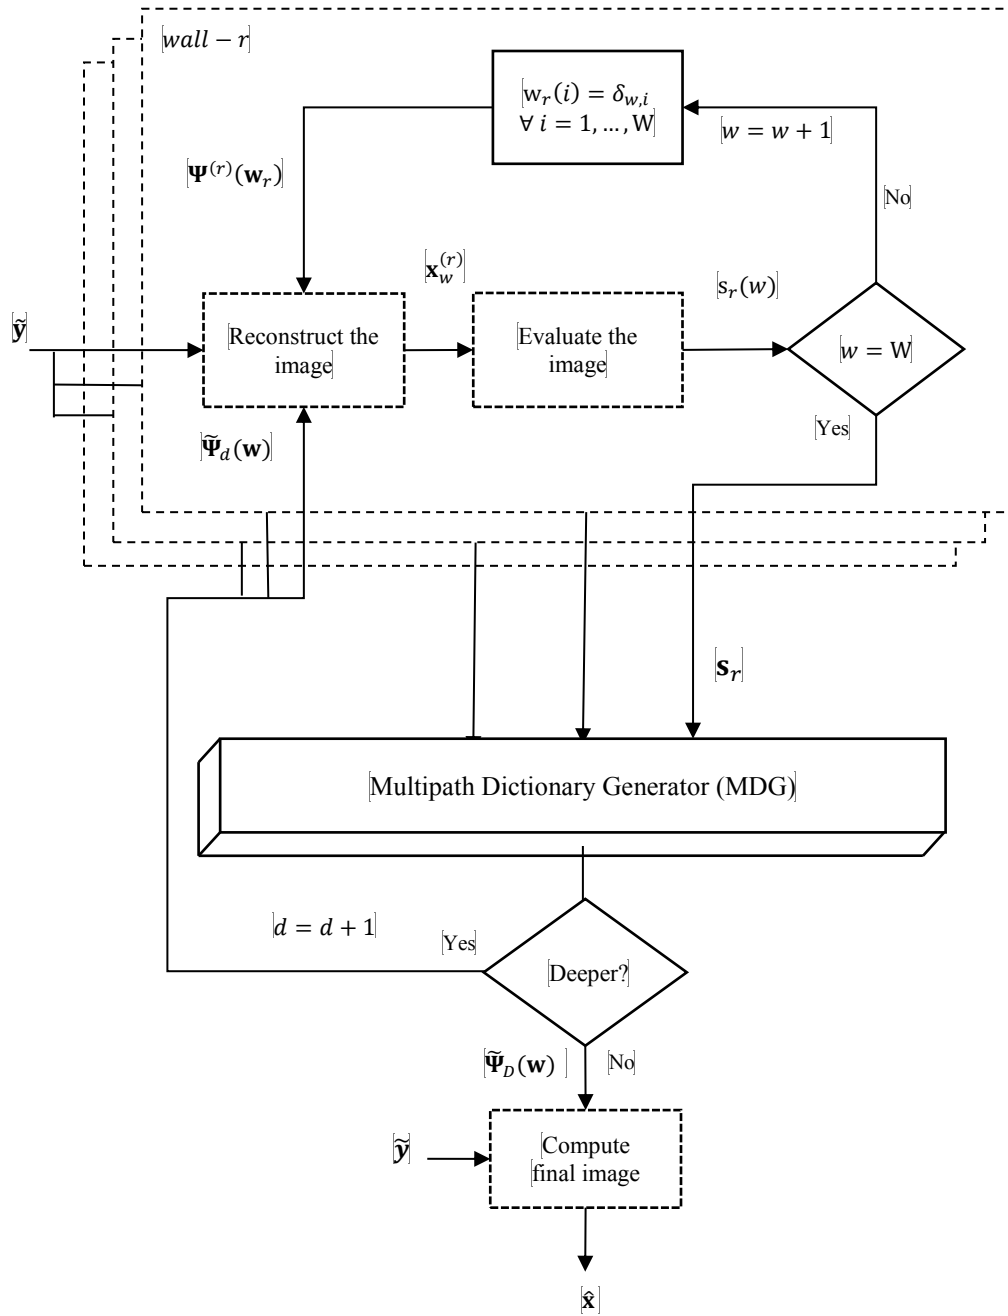 wall − r
w_r(i) = δ_{w,i}
∀ i = 1, …, W
w = w + 1
Ψ^{(r)}(w_r)
No
x_w^{(r)}
s_r(w)
ỹ
Reconstruct the
image
Evaluate the
image
w = W
Yes
Ψ̃_d(w)
s_r
Multipath Dictionary Generator (MDG)
d = d + 1
Yes
Deeper?
Ψ̃_D(w)
No
ỹ
Compute
final image
x̂